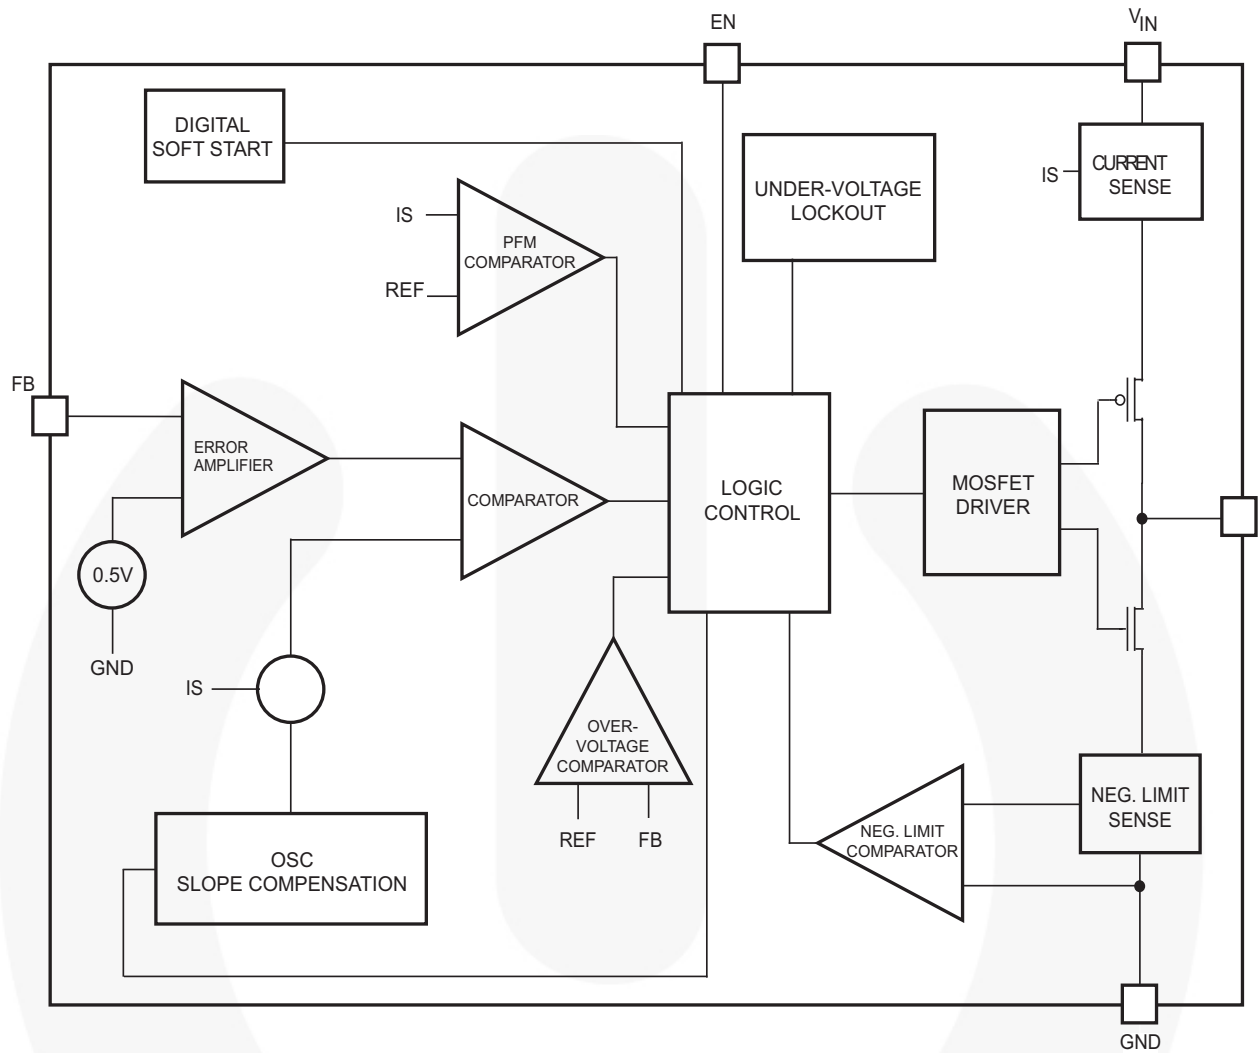 EN
VIN
DIGITAL
SOFT START
CURRENT
SENSE
IS
UNDER-VOLTAGE
LOCKOUT
IS
PFM
COMPARATOR
REF
FB
ERROR
AMPLIFIER
COMPARATOR
LOGIC
CONTROL
MOSFET
DRIVER
0.5V
GND
IS
OVER-
VOLTAGE
COMPARATOR
REF
FB
NEG. LIMIT
SENSE
NEG. LIMIT
COMPARATOR
OSC
SLOPE COMPENSATION
GND